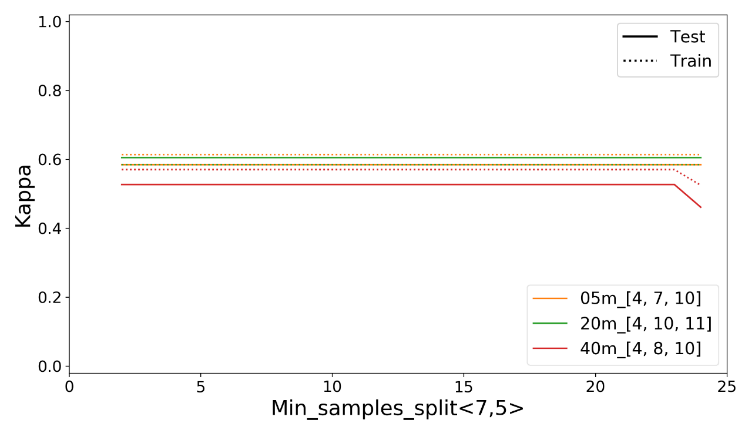 1.0
0.8
0.6
0.4
0.2
0.0
Kappa
0 5 10 15 20 25
Min_samples_split<7,5>
Test
Train
05m_[4, 7, 10]
20m_[4, 10, 11]
40m_[4, 8, 10]